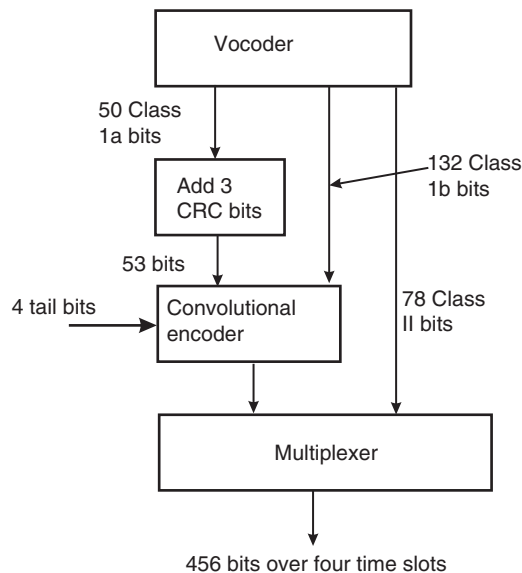 Vocoder
50 Class
1a bits
132 Class
1b bits
Add 3
CRC bits
53 bits
4 tail bits
Convolutional
encoder
78 Class
II bits
Multiplexer
456 bits over four time slots